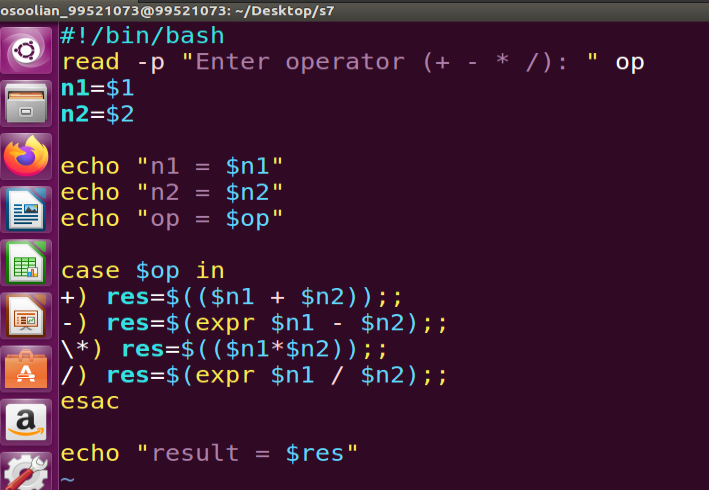 osoolian_99521073@99521073: ~/Desktop/s7
#!/bin/bash
read -p "Enter operator (+ - * /): " op
n1=$1
n2=$2

echo "n1 = $n1"
echo "n2 = $n2"
echo "op = $op"

case $op in
+) res=$(($n1 + $n2));;
-) res=$(expr $n1 - $n2);;
\*) res=$(($n1*$n2));;
/) res=$(expr $n1 / $n2);;
esac

echo "result = $res"
~